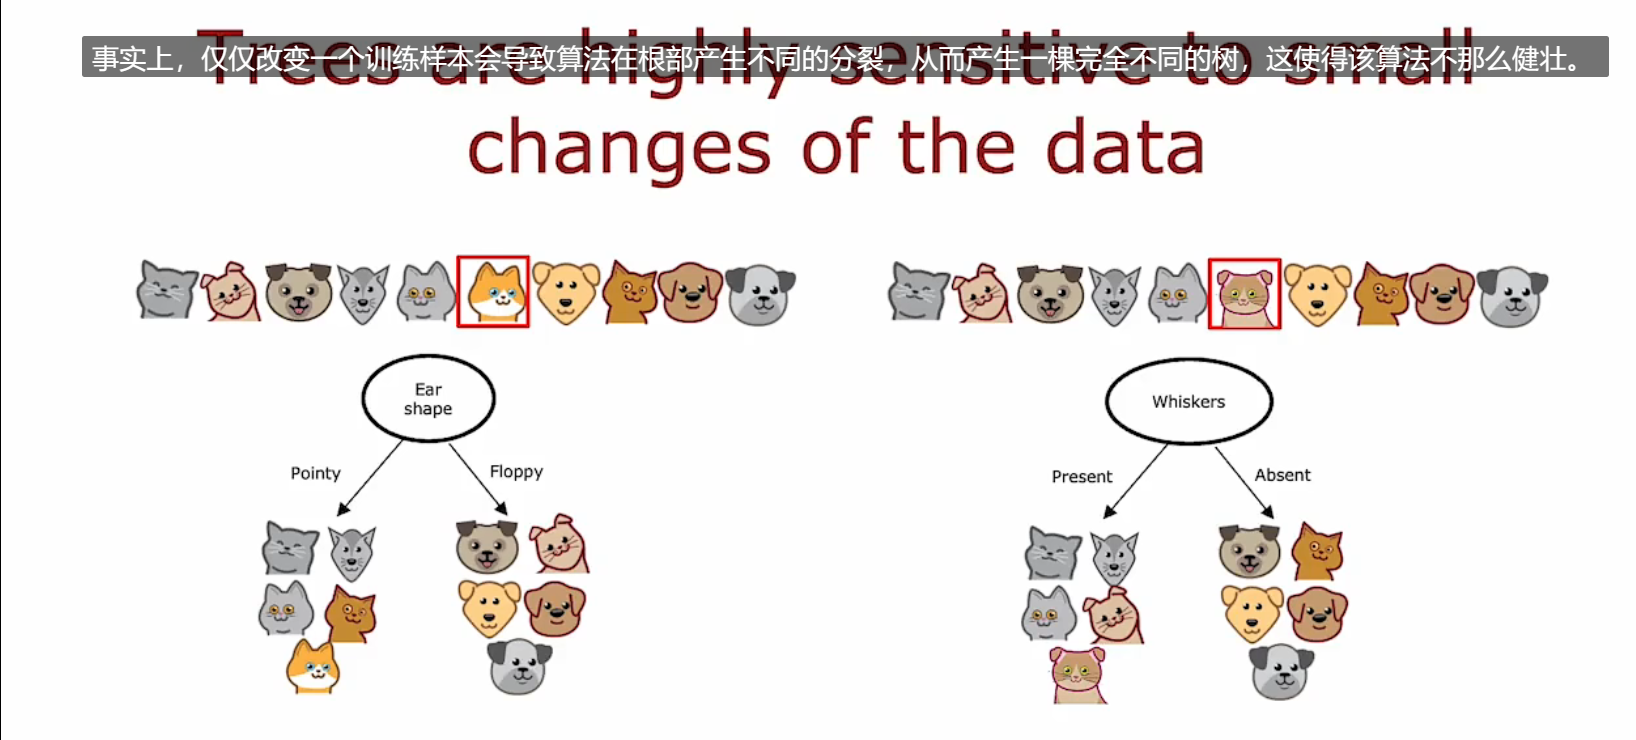 事实上，仅仅改变一个训练样本会导致算法在根部产生不同的分裂，从而产生一棵完全不同的树，这使得该算法不那么健壮。
Trees are highly sensitive to small
changes of the data
Ear
shape
Pointy
Floppy
Whiskers
Present
Absent